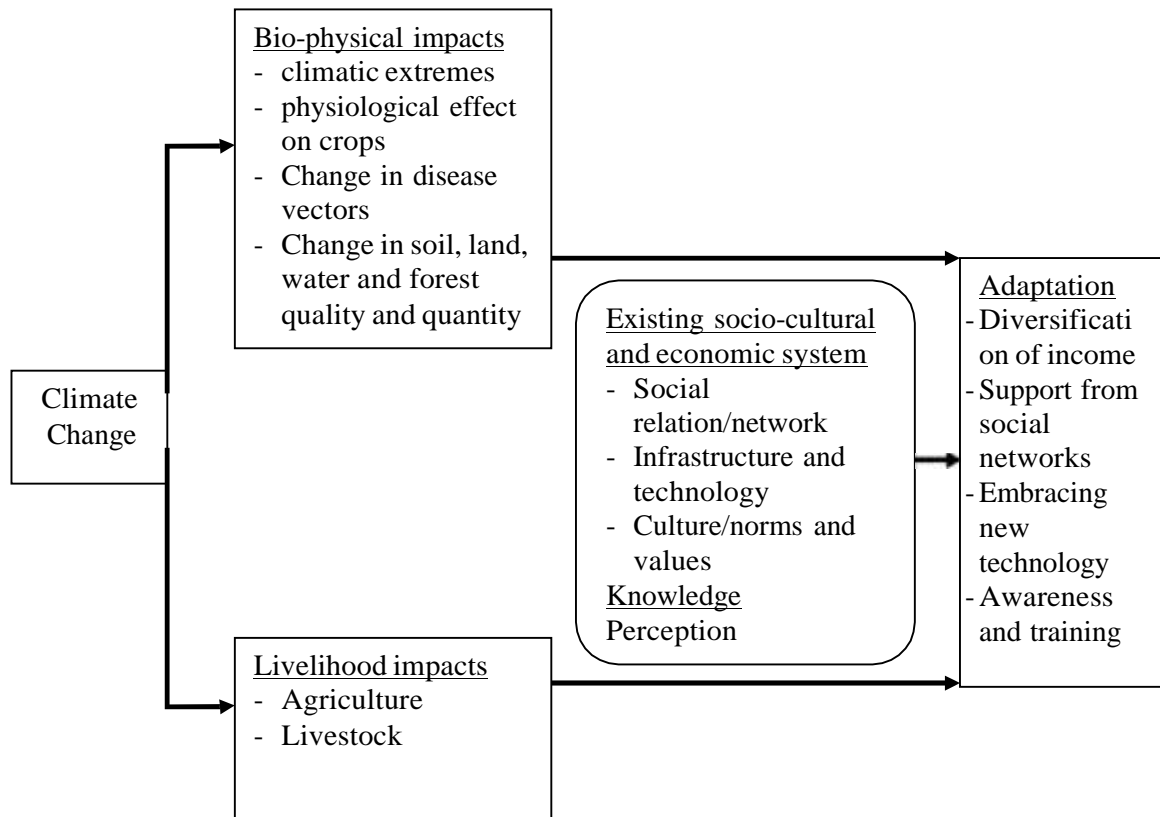 Climate
Change
Bio-physical impacts
- climatic extremes
- physiological effect
on crops
- Change in disease
vectors
- Change in soil, land,
water and forest
quality and quantity
Livelihood impacts
- Agriculture
- Livestock
Existing socio-cultural
and economic system
- Social
relation/network
- Infrastructure and
technology
- Culture/norms and
values
Knowledge
Perception
Adaptation
- Diversificati
on of income
- Support from
social
networks
- Embracing
new
technology
- Awareness
and training